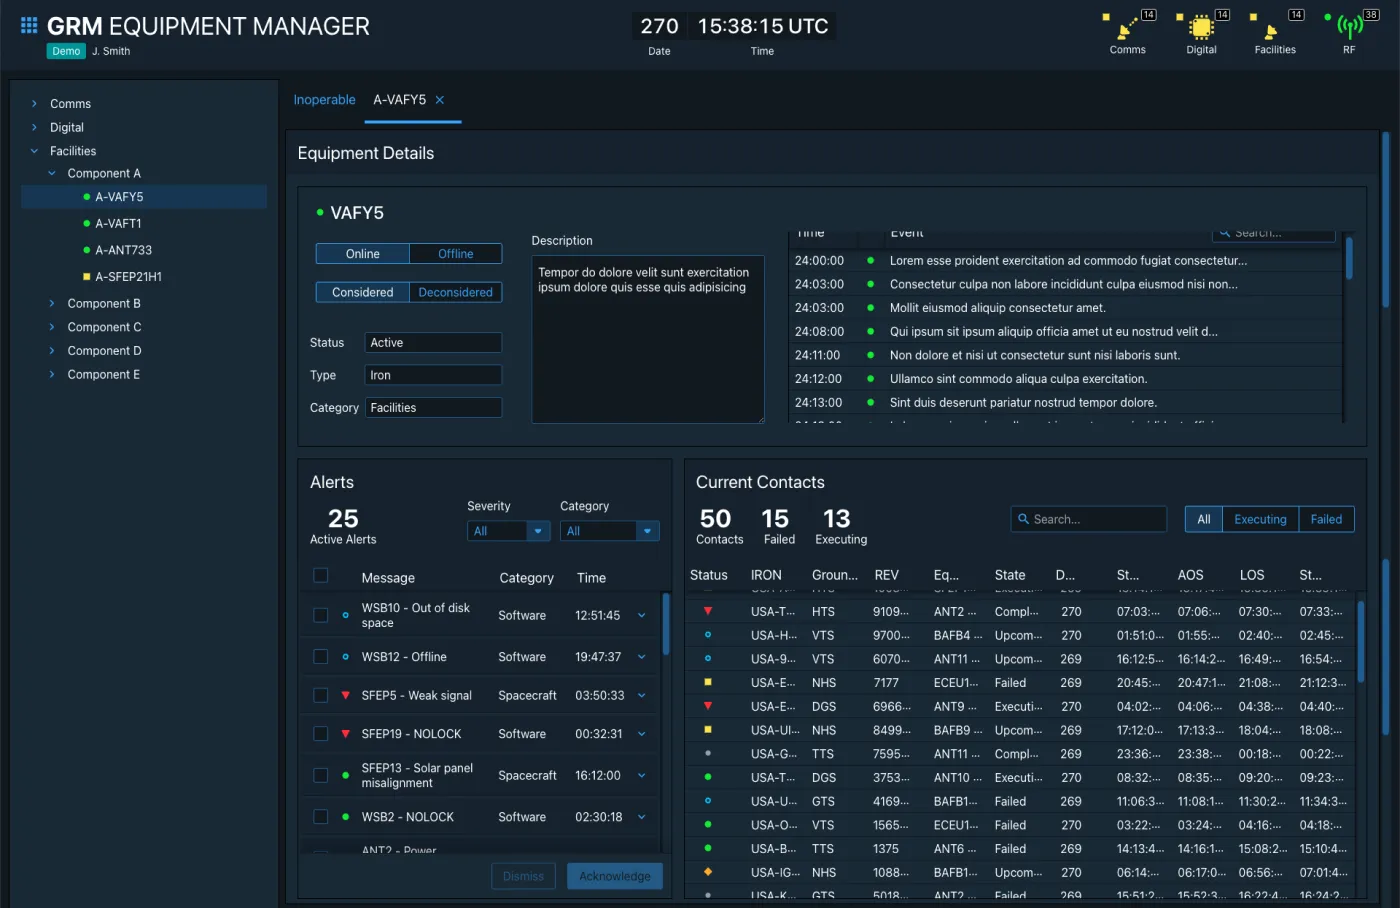 GRM EQUIPMENT MANAGER
Demo J. Smith
270 15:38:15 UTC
Date Time
14 14 14 38
Comms Digital Facilities RF
Comms
Digital
Facilities
Component A
A-VAFY5
A-VAFT1
A-ANT733
A-SFEP21H1
Component B
Component C
Component D
Component E
Inoperable A-VAFY5
Equipment Details
VAFY5
Online Offline
Considered Deconsidered
Status Active
Type Iron
Category Facilities
Description
Tempor do dolore velit sunt exercitation
ipsum dolore quis esse quis adipisicing
Time Event Search...
24:00:00 Lorem esse proident exercitation ad commodo fugiat consectetur...
24:03:00 Consectetur culpa non labore incididunt culpa eiusmod nisi non...
24:03:00 Mollit eiusmod aliquip consectetur amet.
24:08:00 Qui ipsum sit ipsum aliquip officia amet ut eu nostrud velit d...
24:11:00 Non dolore et nisi ut consectetur sunt nisi laboris sunt.
24:12:00 Ullamco sint commodo aliqua culpa exercitation.
24:13:00 Sint duis deserunt pariatur nostrud tempor dolore.
Alerts
25
Active Alerts
Severity Category
All All
Message Category Time
WSB10 - Out of disk
space Software 12:51:45
WSB12 - Offline Software 19:47:37
SFEP5 - Weak signal Spacecraft 03:50:33
SFEP19 - NOLOCK Software 00:32:31
SFEP13 - Solar panel
misalignment Spacecraft 16:12:00
WSB2 - NOLOCK Software 02:30:18
ANT2 - Power
Dismiss Acknowledge
Current Contacts
50 15 13
Contacts Failed Executing
Search... All Executing Failed
Status IRON Groun... REV Eq... State D... St... AOS LOS St...
USA-T... HTS 9109... ANT2 ... Compl... 270 07:03:... 07:06:... 07:30:... 07:33:...
USA-H... VTS 9700... BAFB4 ... Upcom... 270 01:51:0... 01:55:... 02:40:... 02:45:...
USA-9... VTS 6070... ANT11 ... Upcom... 269 16:12:5... 16:14:2... 16:49:... 16:54:...
USA-E... NHS 7177 ECEU1... Failed 269 20:45:... 20:47:1... 21:08:... 21:12:3...
USA-E... DGS 6966... ANT9 ... Executi... 270 04:02:... 04:06:... 04:38:... 04:40:...
USA-UI... NHS 8499... BAFB9 ... Upcom... 269 17:12:0... 17:13:3... 18:04:... 18:08:...
USA-G... TTS 7595... ANT11 ... Compl... 269 23:36:... 23:38:... 00:18:... 00:22:...
USA-T... DGS 3753... ANT10 ... Executi... 270 08:32:... 08:35:... 09:20:... 09:23:...
USA-U... GTS 4169... BAFB1... Failed 269 11:06:3... 11:08:1... 11:30:2... 11:34:3...
USA-O... VTS 1565... ECEU1... Failed 270 03:22:... 03:24:... 04:16:... 04:18:...
USA-B... TTS 1375 ANT6 ... Failed 269 14:13:4... 14:16:1... 15:08:2... 15:10:4...
USA-IG... NHS 1088... BAFB1... Upcom... 270 06:14:... 06:17:0... 06:56:... 07:01:4...
USA-K... GTS 5018... ANT2 ... Failed 269 15:51:2... 15:52:3... 16:22:4... 16:24:2...